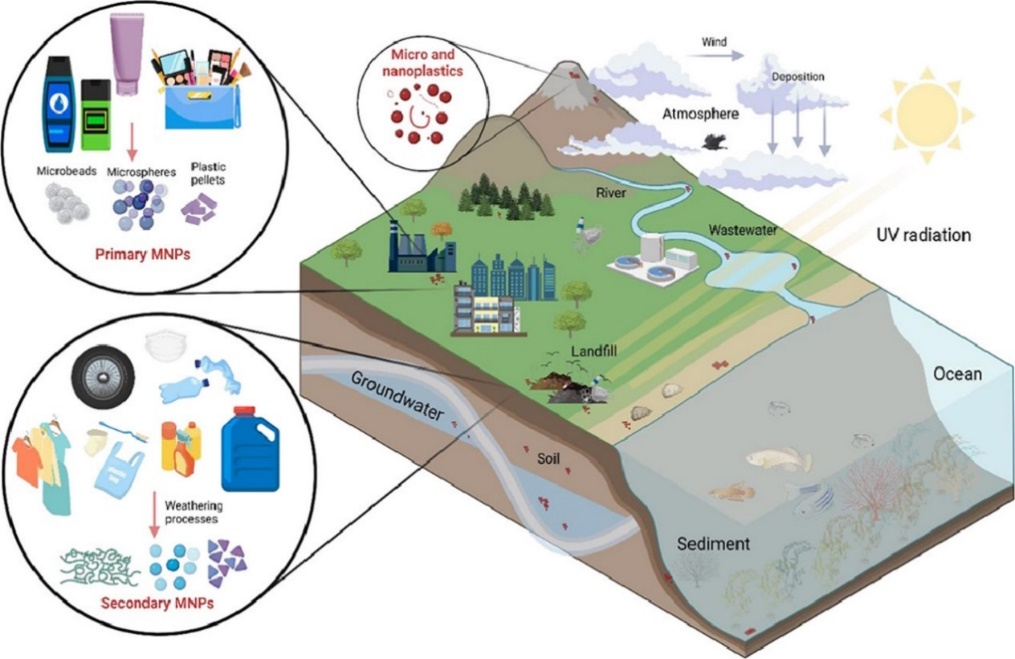 Micro and
nanoplastics
Wind
Deposition
Atmosphere
Microbeads
Microspheres
Plastic
pellets
Primary MNPs
River
Wastewater
UV radiation
Landfill
Ocean
Groundwater
Soil
Weathering
processes
Sediment
Secondary MNPs